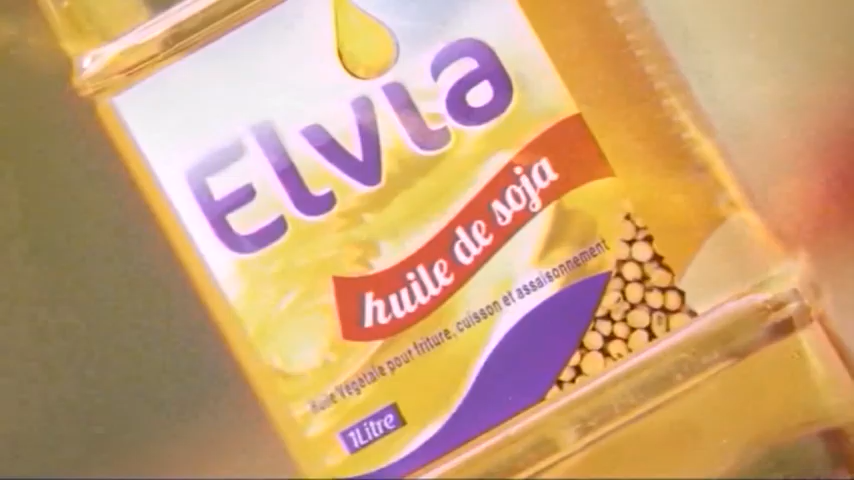 Elvia
huile de soja
Huile Végétale pour friture, cuisson et assaisonnement
1Litre